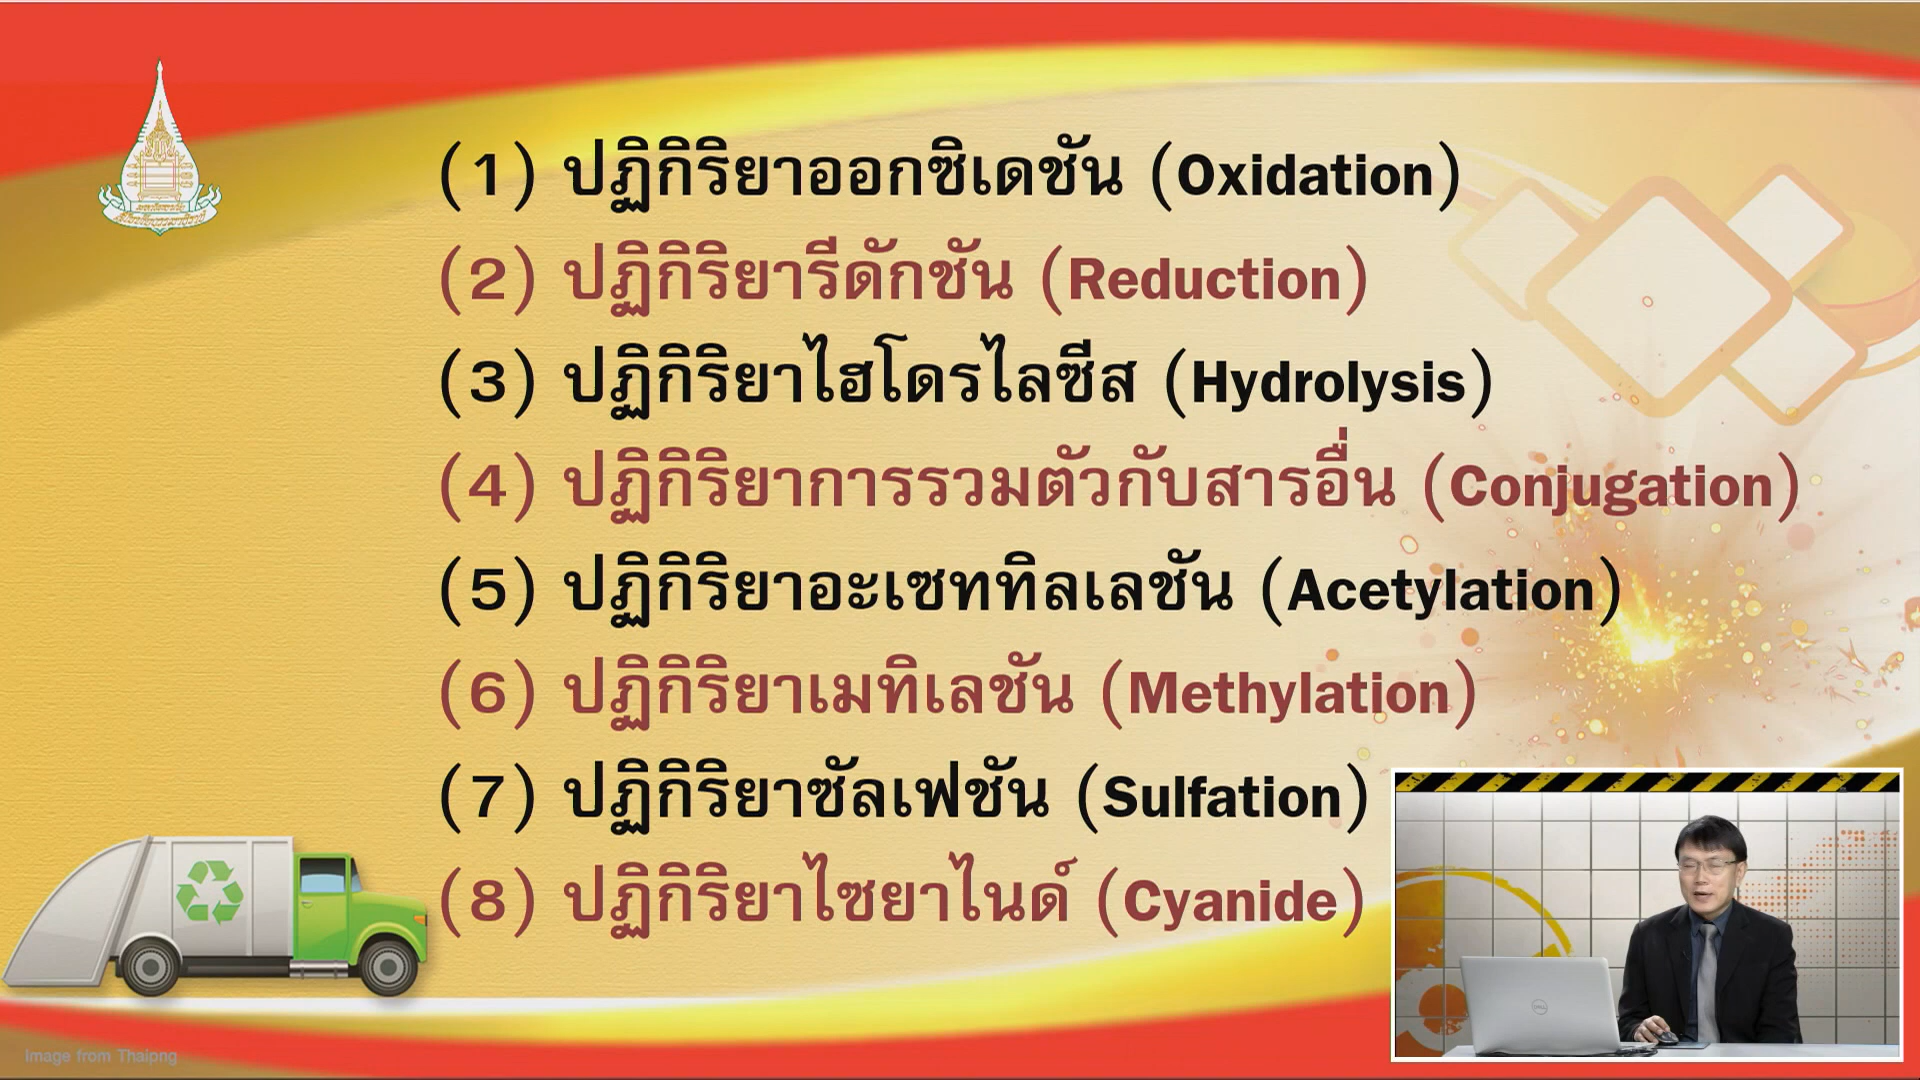 (1) ปฏิกิริยาออกซิเดชัน (Oxidation)
(2) ปฏิกิริยารีดักชัน (Reduction)
(3) ปฏิกิริยาไฮโดรไลซีส (Hydrolysis)
(4) ปฏิกิริยาการรวมตัวกับสารอื่น (Conjugation)
(5) ปฏิกิริยาอะเซททิลเลชัน (Acetylation)
(6) ปฏิกิริยาเมทิเลชัน (Methylation)
(7) ปฏิกิริยาซัลเฟชัน (Sulfation)
(8) ปฏิกิริยาไซยาไนด์ (Cyanide)
Image from Thaipng